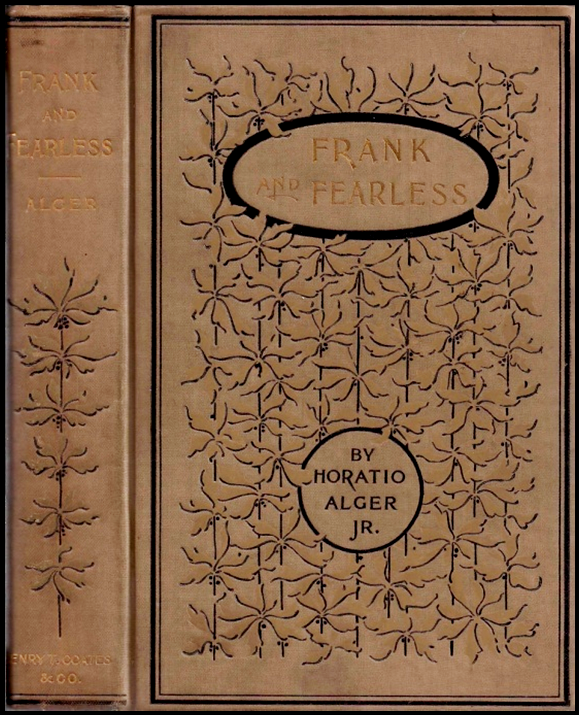 FRANK
AND
FEARLESS
ALGER
ENRY T. COATES
& CO.
FRANK
AND FEARLESS
BY
HORATIO
ALGER
JR.